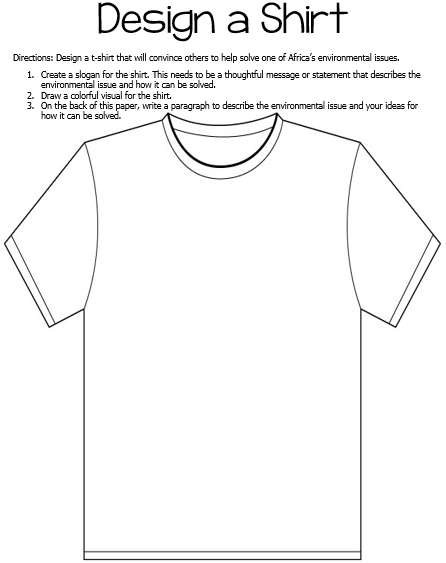 Design a Shirt
Directions: Design a t-shirt that will convince others to help solve one of Africa's environmental issues.
1. Create a slogan for the shirt. This needs to be a thoughtful message or statement that describes the
environmental issue and how it can be solved.
2. Draw a colorful visual for the shirt.
3. On the back of this paper, write a paragraph to describe the environmental issue and your ideas for
how it can be solved.